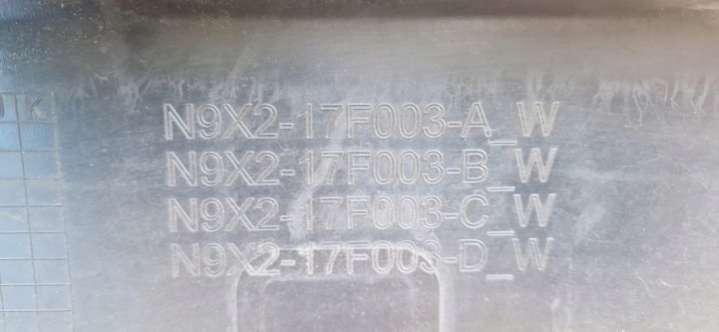 N9X2-17F003-A_W
N9X2-17F003-B_W
N9X2-17F003-C_W
N9X2-17F003-D_W